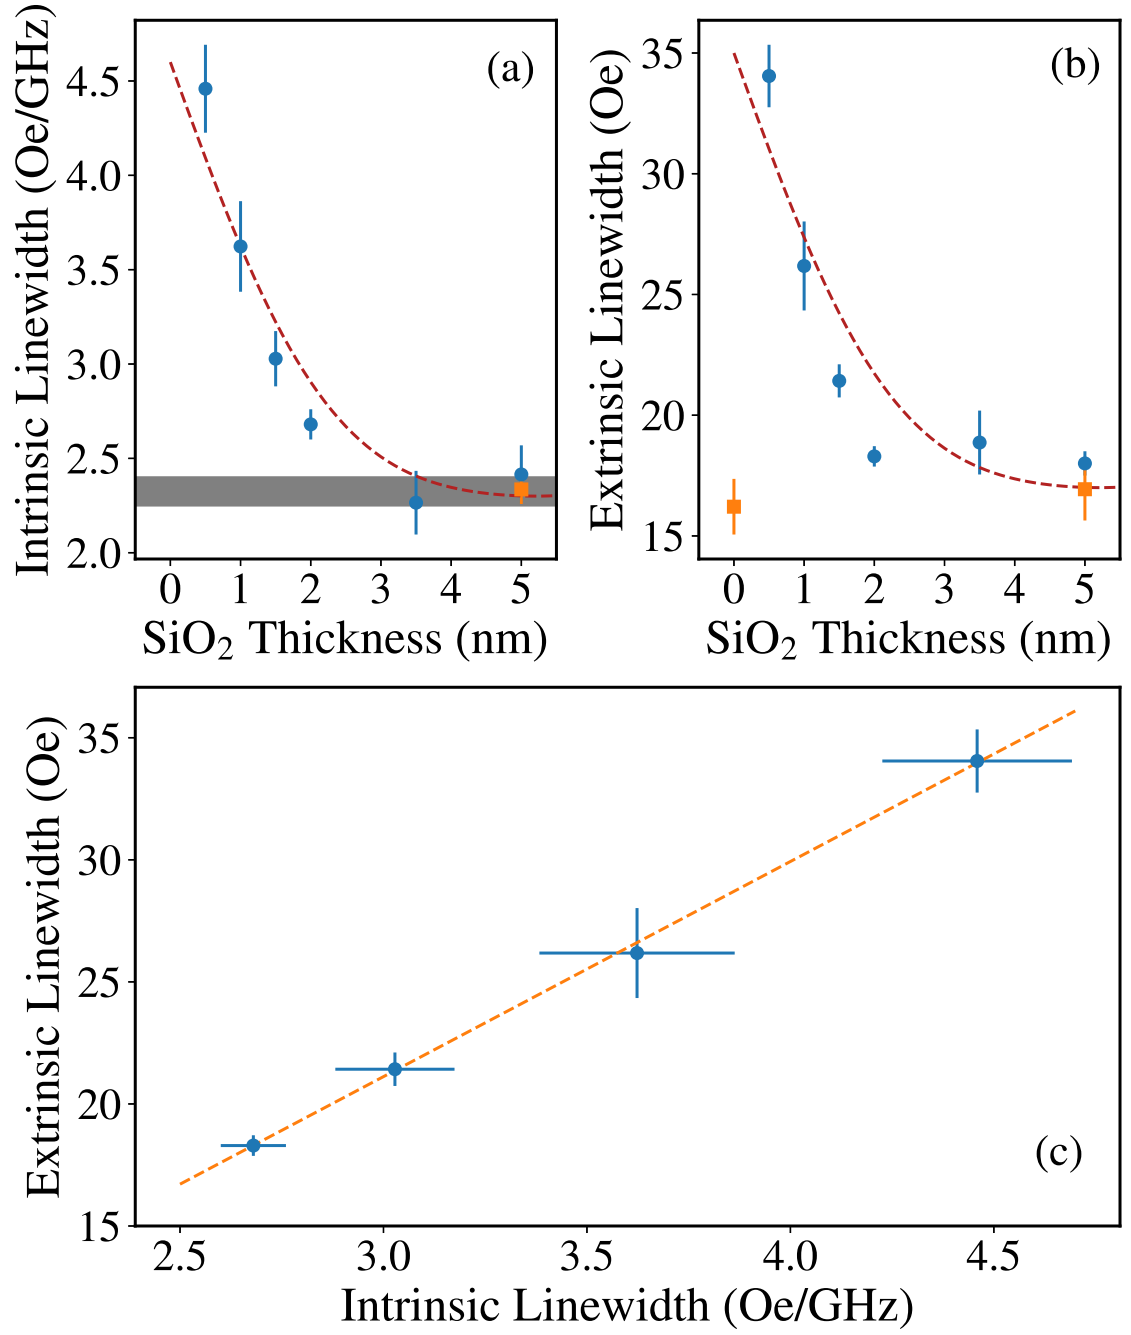 (a)
Intrinsic Linewidth (Oe/GHz)
4.5
4.0
3.5
3.0
2.5
2.0
0 1 2 3 4 5
SiO₂ Thickness (nm)
(b)
Extrinsic Linewidth (Oe)
35
30
25
20
15
0 1 2 3 4 5
SiO₂ Thickness (nm)
(c)
Extrinsic Linewidth (Oe)
35
30
25
20
15
2.5 3.0 3.5 4.0 4.5
Intrinsic Linewidth (Oe/GHz)